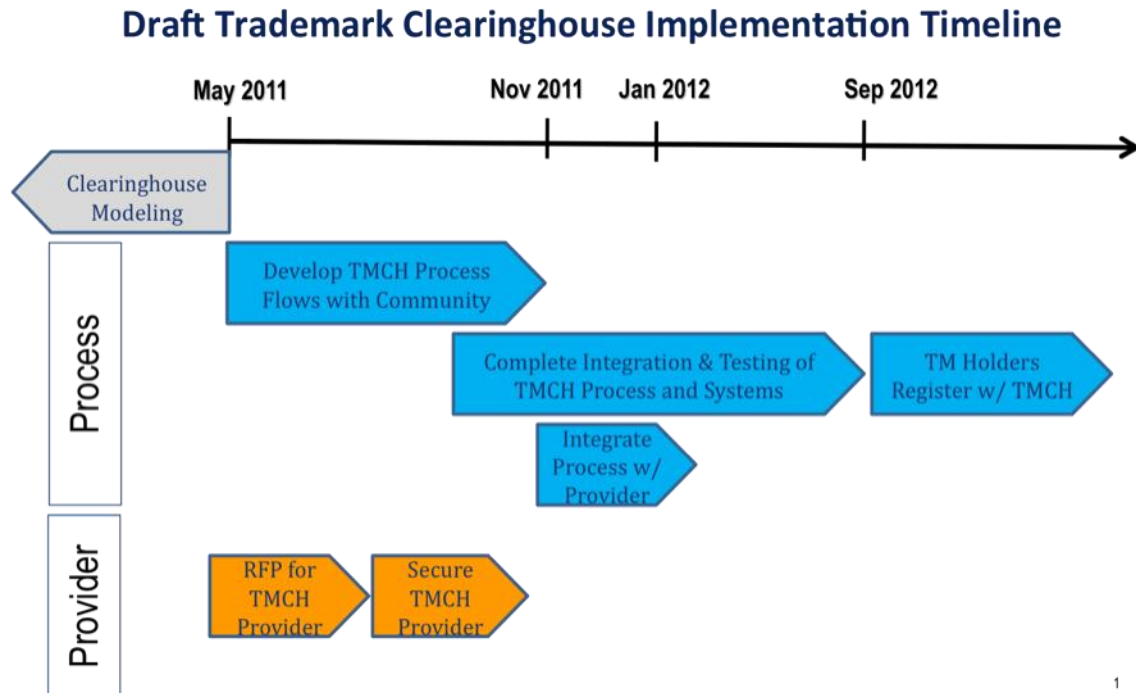 Draft Trademark Clearinghouse Implementation Timeline
May 2011
Nov 2011
Jan 2012
Sep 2012
Clearinghouse
Modeling
Process
Develop TMCH Process
Flows with Community
Complete Integration & Testing of
TMCH Process and Systems
TM Holders
Register w/ TMCH
Integrate
Process w/
Provider
Provider
RFP for
TMCH
Provider
Secure
TMCH
Provider
1